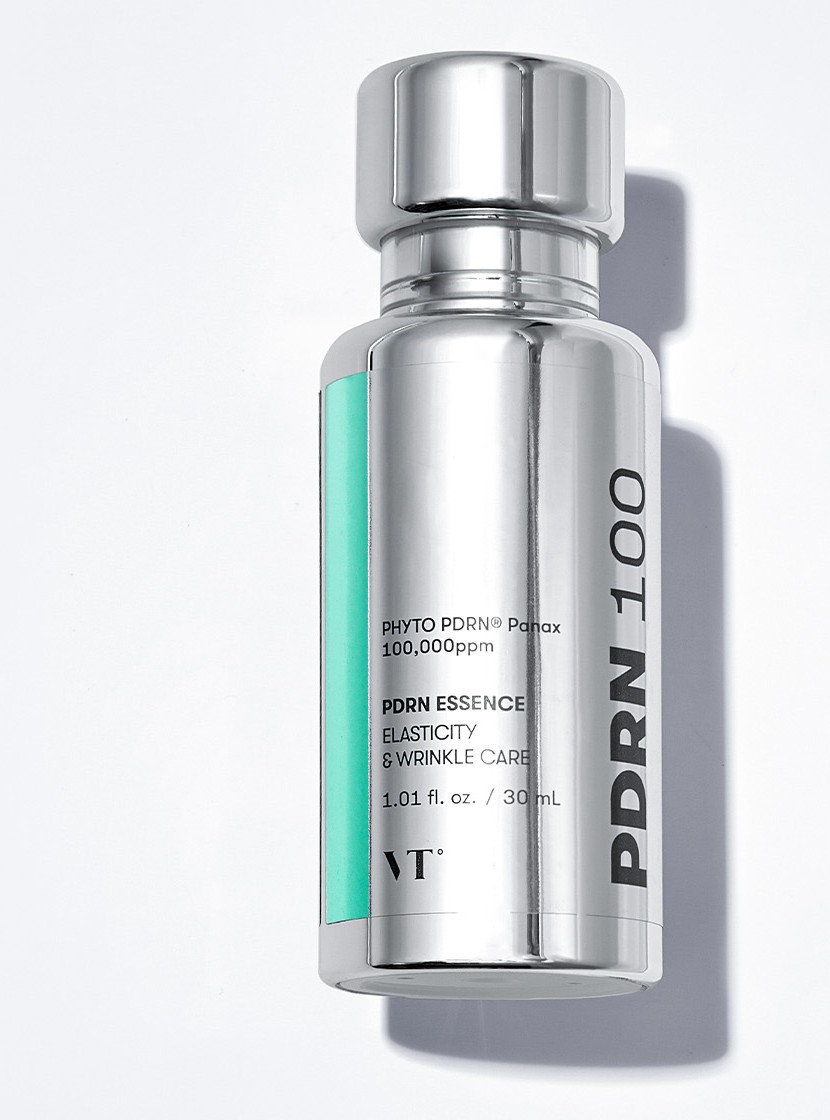 PHYTO PDRN® Panax
100,000ppm
PDRN ESSENCE
ELASTICITY
& WRINKLE CARE
1.01 fl. oz. / 30 mL
VT°
PDRN 100